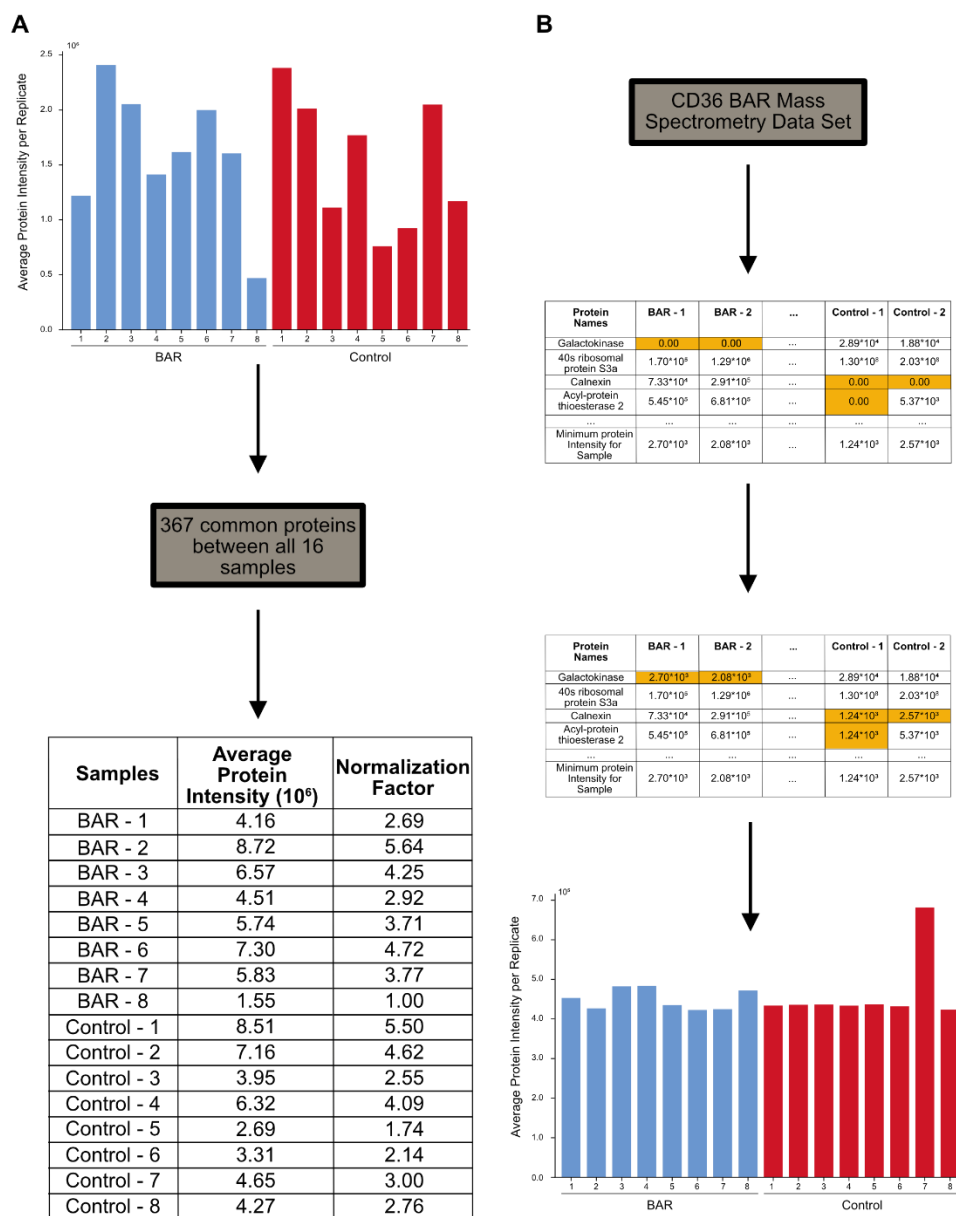 A
10⁶
Average Protein Intensity per Replicate
2.5
2.0
1.5
1.0
0.5
0.0
1 2 3 4 5 6 7 8 1 2 3 4 5 6 7 8
BAR Control
367 common proteins
between all 16
samples
Samples Average Protein Intensity (10⁶) Normalization Factor
BAR - 1 4.16 2.69
BAR - 2 8.72 5.64
BAR - 3 6.57 4.25
BAR - 4 4.51 2.92
BAR - 5 5.74 3.71
BAR - 6 7.30 4.72
BAR - 7 5.83 3.77
BAR - 8 1.55 1.00
Control - 1 8.51 5.50
Control - 2 7.16 4.62
Control - 3 3.95 2.55
Control - 4 6.32 4.09
Control - 5 2.69 1.74
Control - 6 3.31 2.14
Control - 7 4.65 3.00
Control - 8 4.27 2.76
B
CD36 BAR Mass
Spectrometry Data Set
Protein Names BAR - 1 BAR - 2 ... Control - 1 Control - 2
Galactokinase 0.00 0.00 ... 2.89*10⁴ 1.88*10⁴
40s ribosomal protein S3a 1.70*10⁵ 1.29*10⁶ ... 1.30*10⁶ 2.03*10⁶
Calnexin 7.33*10⁴ 2.91*10⁵ ... 0.00 0.00
Acyl-protein thioesterase 2 5.45*10⁵ 6.81*10⁵ ... 0.00 5.37*10³
... ... ... ... ...
Minimum protein Intensity for Sample 2.70*10³ 2.08*10³ ... 1.24*10³ 2.57*10³
Protein Names BAR - 1 BAR - 2 ... Control - 1 Control - 2
Galactokinase 2.70*10³ 2.08*10³ ... 2.89*10⁴ 1.88*10⁴
40s ribosomal protein S3a 1.70*10⁵ 1.29*10⁶ ... 1.30*10⁶ 2.03*10⁶
Calnexin 7.33*10⁴ 2.91*10⁵ ... 1.24*10³ 2.57*10³
Acyl-protein thioesterase 2 5.45*10⁵ 6.81*10⁵ ... 1.24*10³ 5.37*10³
... ... ... ... ...
Minimum protein Intensity for Sample 2.70*10³ 2.08*10³ ... 1.24*10³ 2.57*10³
10⁵
Average Protein Intensity per Replicate
7.0
6.0
5.0
4.0
3.0
2.0
1.0
0.0
1 2 3 4 5 6 7 8 1 2 3 4 5 6 7 8
BAR Control